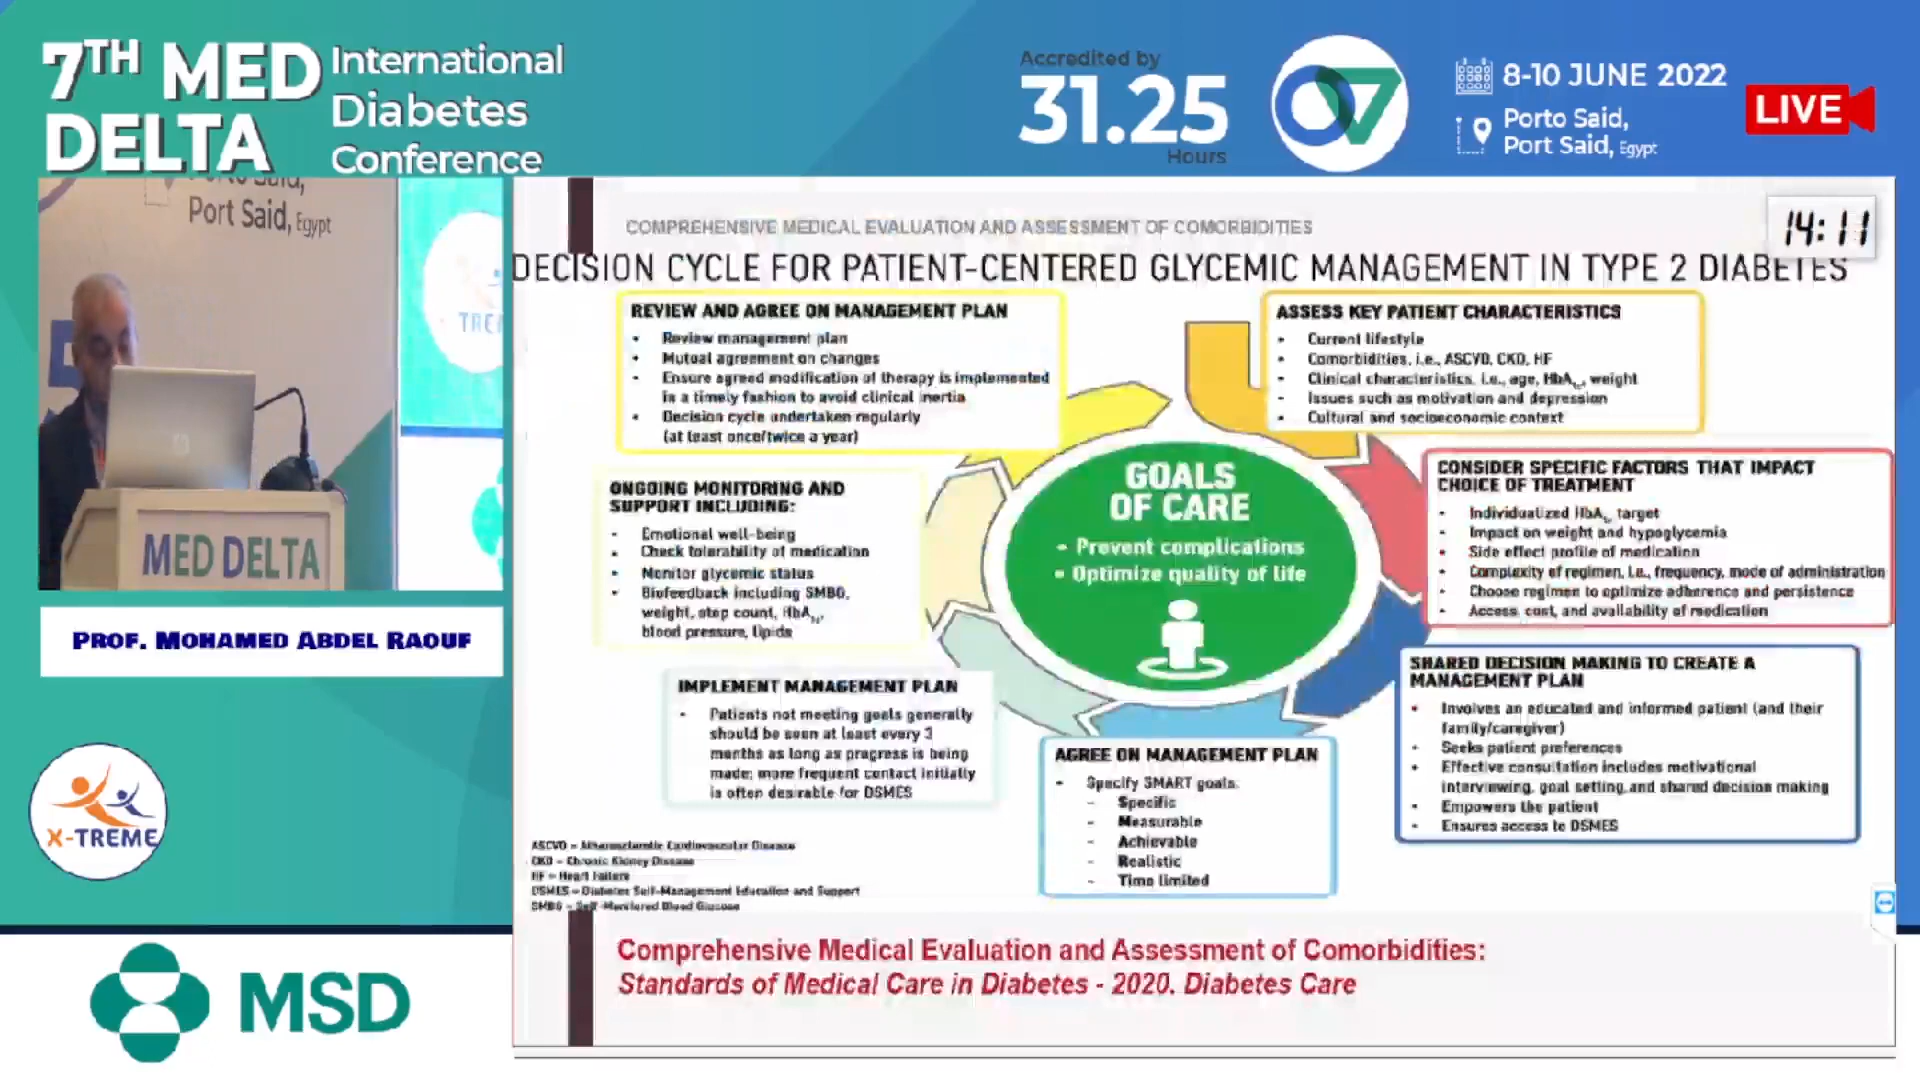 7TH MED
DELTA
International
Diabetes
Conference
Accredited by
31.25
Hours
8-10 JUNE 2022
Porto Said,
Port Said, Egypt
LIVE
Port Said, Egypt
MED DELTA
PROF. MOHAMED ABDEL RAOUF
X-TREME
MSD
COMPREHENSIVE MEDICAL EVALUATION AND ASSESSMENT OF COMORBIDITIES
14:11
DECISION CYCLE FOR PATIENT-CENTERED GLYCEMIC MANAGEMENT IN TYPE 2 DIABETES
REVIEW AND AGREE ON MANAGEMENT PLAN
• Review management plan
• Mutual agreement on changes
• Ensure agreed modification of therapy is implemented
in a timely fashion to avoid clinical inertia
• Decision cycle undertaken regularly
(at least once/twice a year)
ASSESS KEY PATIENT CHARACTERISTICS
• Current lifestyle
• Comorbidities, i.e., ASCVD, CKD, HF
• Clinical characteristics, i.e., age, HbA1c, weight
• Issues such as motivation and depression
• Cultural and socioeconomic context
CONSIDER SPECIFIC FACTORS THAT IMPACT
CHOICE OF TREATMENT
• Individualized HbA1c target
• Impact on weight and hypoglycemia
• Side effect profile of medication
• Complexity of regimen, i.e., frequency, mode of administration
• Choose regimen to optimize adherence and persistence
• Access, cost, and availability of medication
SHARED DECISION MAKING TO CREATE A
MANAGEMENT PLAN
• Involves an educated and informed patient (and their
family/caregiver)
• Seeks patient preferences
• Effective consultation includes motivational
interviewing, goal setting, and shared decision making
• Empowers the patient
• Ensures access to DSMES
AGREE ON MANAGEMENT PLAN
• Specify SMART goals:
- Specific
- Measurable
- Achievable
- Realistic
- Time limited
IMPLEMENT MANAGEMENT PLAN
• Patients not meeting goals generally
should be seen at least every 3
months as long as progress is being
made; more frequent contact initially
is often desirable for DSMES
ONGOING MONITORING AND
SUPPORT INCLUDING:
• Emotional well-being
• Check tolerability of medication
• Monitor glycemic status
• Biofeedback including SMBG,
weight, step count, HbA1c,
blood pressure, lipids
GOALS
OF CARE
• Prevent complications
• Optimize quality of life
ASCVD = Atherosclerotic Cardiovascular Disease
CKD = Chronic Kidney Disease
HF = Heart Failure
DSMES = Diabetes Self-Management Education and Support
SMBG = Self-Monitored Blood Glucose
Comprehensive Medical Evaluation and Assessment of Comorbidities:
Standards of Medical Care in Diabetes - 2020. Diabetes Care